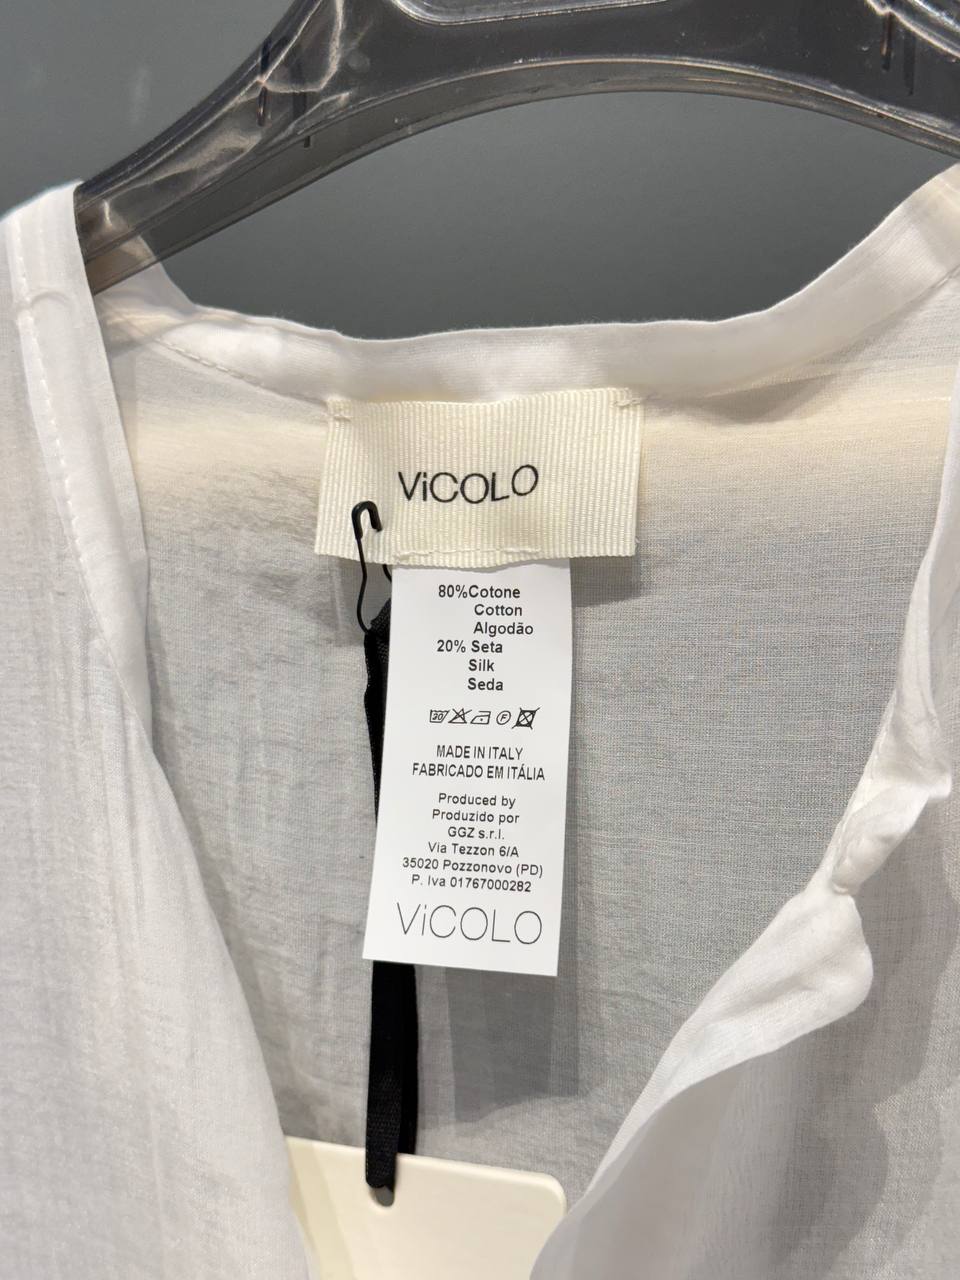 ViCOLO
80%Cotone
Cotton
Algodão
20% Seta
Silk
Seda
30
F
MADE IN ITALY
FABRICADO EM ITÁLIA
Produced by
Produzido por
GGZ s.r.l.
Via Tezzon 6/A
35020 Pozzonovo (PD)
P. Iva 01767000282
ViCOLO